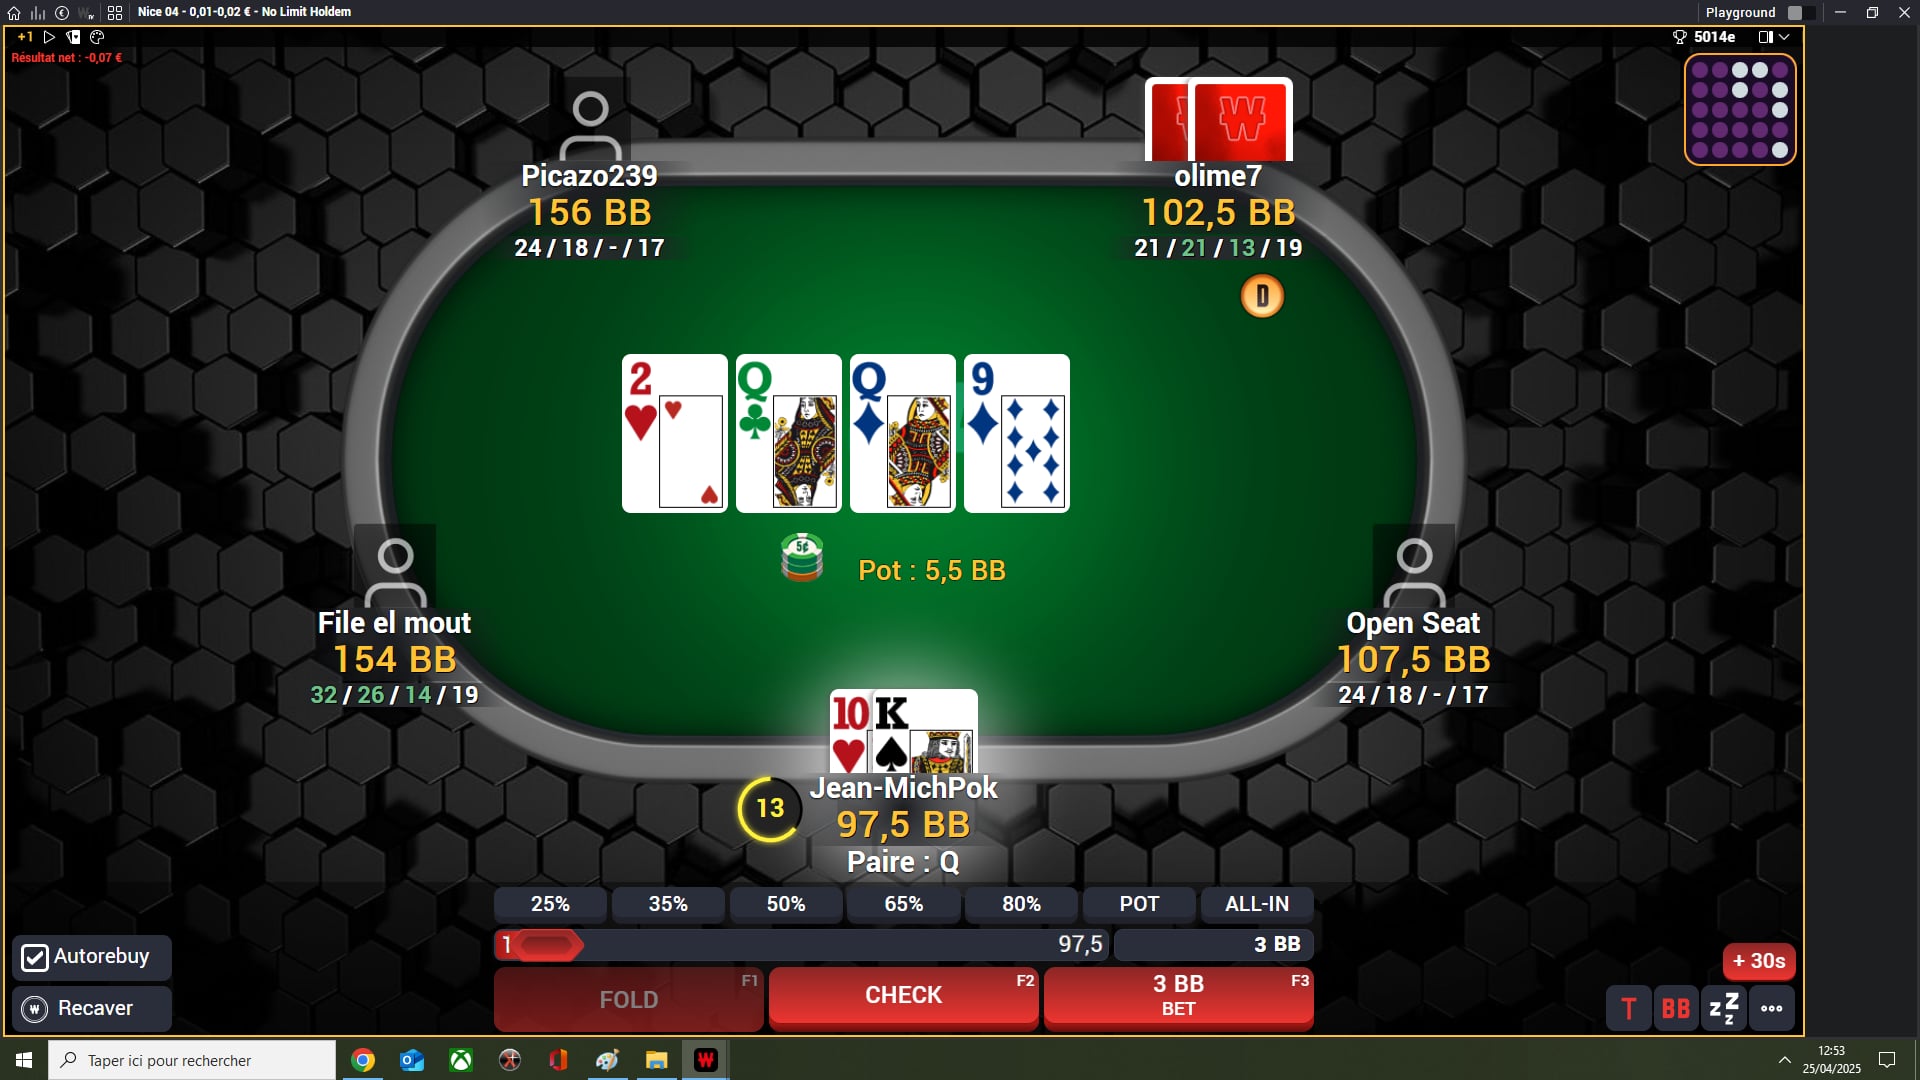 Nice 04 - 0,01-0,02 € - No Limit Holdem
Playground
+1
5014e
Résultat net : -0,07 €
Picazo239
156 BB
24 / 18 / - / 17
W
olime7
102,5 BB
21 / 21 / 13 / 19
D
2
Q
Q
9
5¢
Pot : 5,5 BB
File el mout
154 BB
32 / 26 / 14 / 19
Open Seat
107,5 BB
24 / 18 / - / 17
10
K
13
Jean-MichPok
97,5 BB
Paire : Q
25%
35%
50%
65%
80%
POT
ALL-IN
1
97,5
3 BB
FOLD
F1
CHECK
F2
3 BB
BET
F3
Autorebuy
Recaver
+ 30s
T
BB
z Z z
Taper ici pour rechercher
12:53
25/04/2025